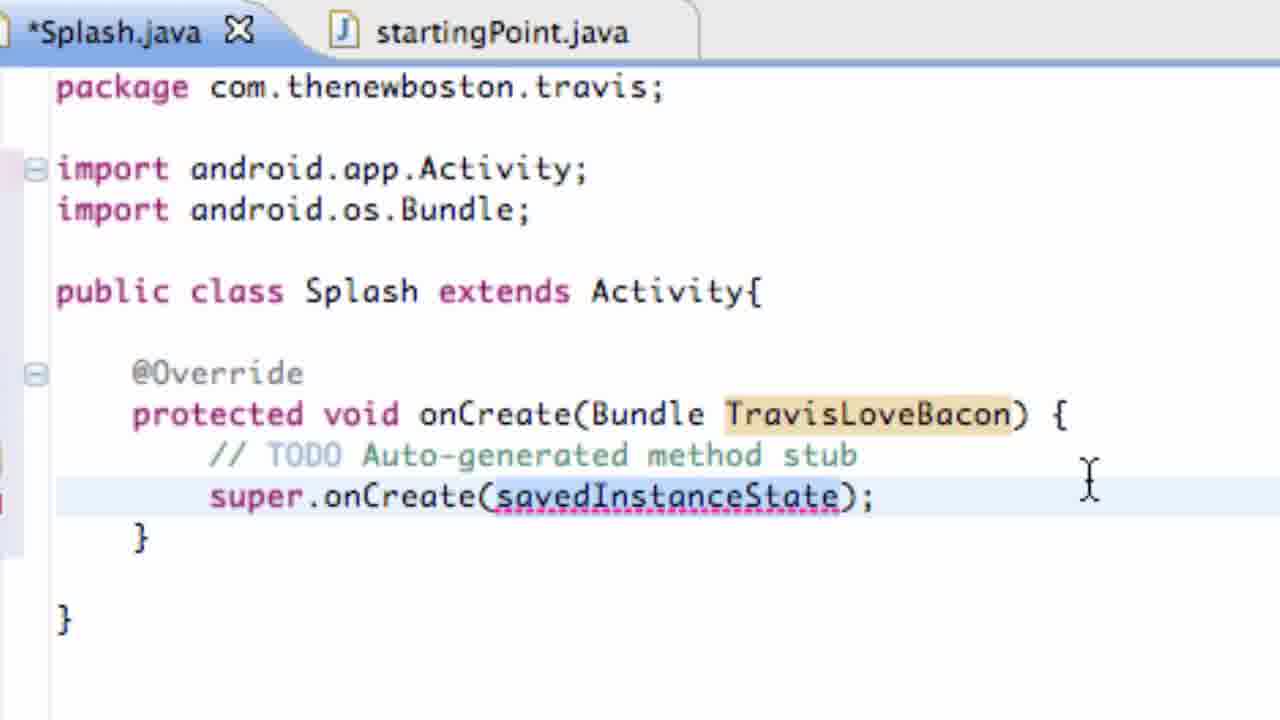 *Splash.java startingPoint.java
package com.thenewboston.travis;
import android.app.Activity;
import android.os.Bundle;
public class Splash extends Activity{
@Override
protected void onCreate(Bundle TravisLoveBacon) {
// TODO Auto-generated method stub
super.onCreate(savedInstanceState);
}
}